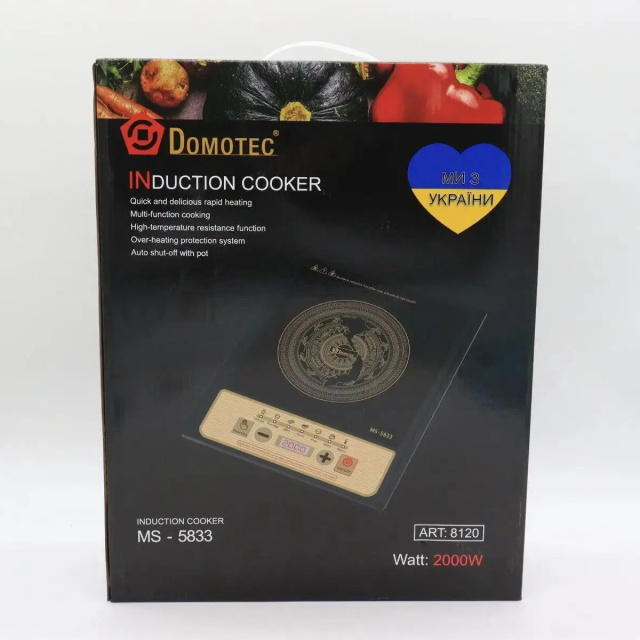 DOMOTEC®
INDUCTION COOKER
Quick and delicious rapid heating
Multi-function cooking
High-temperature resistance function
Over-heating protection system
Auto shut-off with pot
МИ З
УКРАЇНИ
MS-5833
2000
INDUCTION COOKER
MS - 5833
ART: 8120
Watt: 2000W